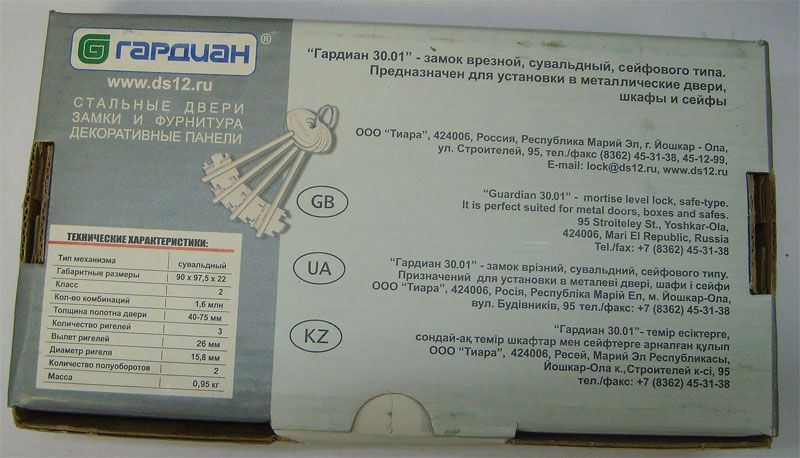 ГАРДИАН®
www.ds12.ru
СТАЛЬНЫЕ ДВЕРИ
ЗАМКИ И ФУРНИТУРА
ДЕКОРАТИВНЫЕ ПАНЕЛИ
ТЕХНИЧЕСКИЕ ХАРАКТЕРИСТИКИ:
Тип механизма сувальдный
Габаритные размеры 90 х 97,5 х 22
Класс 2
Кол-во комбинаций 1,6 млн
Толщина полотна двери 40-75 мм
Количество ригелей 3
Вылет ригеля 26 мм
Диаметр ригеля 15,8 мм
Количество полуоборотов 2
Масса 0,95 кг
"Гардиан 30.01" - замок врезной, сувальдный, сейфового типа.
Предназначен для установки в металлические двери,
шкафы и сейфы
ООО "Тиара", 424006, Россия, Республика Марий Эл, г. Йошкар - Ола,
ул. Строителей, 95, тел./факс (8362) 45-31-38, 45-12-99,
E-mail: lock@ds12.ru, www.ds12.ru
GB
"Guardian 30.01" - mortise level lock, safe-type.
It is perfect suited for metal doors, boxes and safes.
95 Stroiteley St., Yoshkar-Ola,
424006, Mari El Republic, Russia
Tel./fax: +7 (8362) 45-31-38
UA
"Гардиан 30.01" - замок врізний, сувальдний, сейфового типу.
Призначений для установки в металеві двері, шафи і сейфи
ООО "Тиара", 424006, Росія, Республіка Марій Ел, м. Йошкар-Ола,
вул. Будівників, 95 тел./факс: +7 (8362) 45-31-38
KZ
"Гардиан 30.01"- темір есіктерге,
сондай-ақ темір шкафтар мен сейфтерге арналған құлып
ООО "Тиара", 424006, Ресей, Марий Эл Республикасы,
Йошкар-Ола к.,Строителей к-сі, 95
тел./факс: +7 (8362) 45-31-38